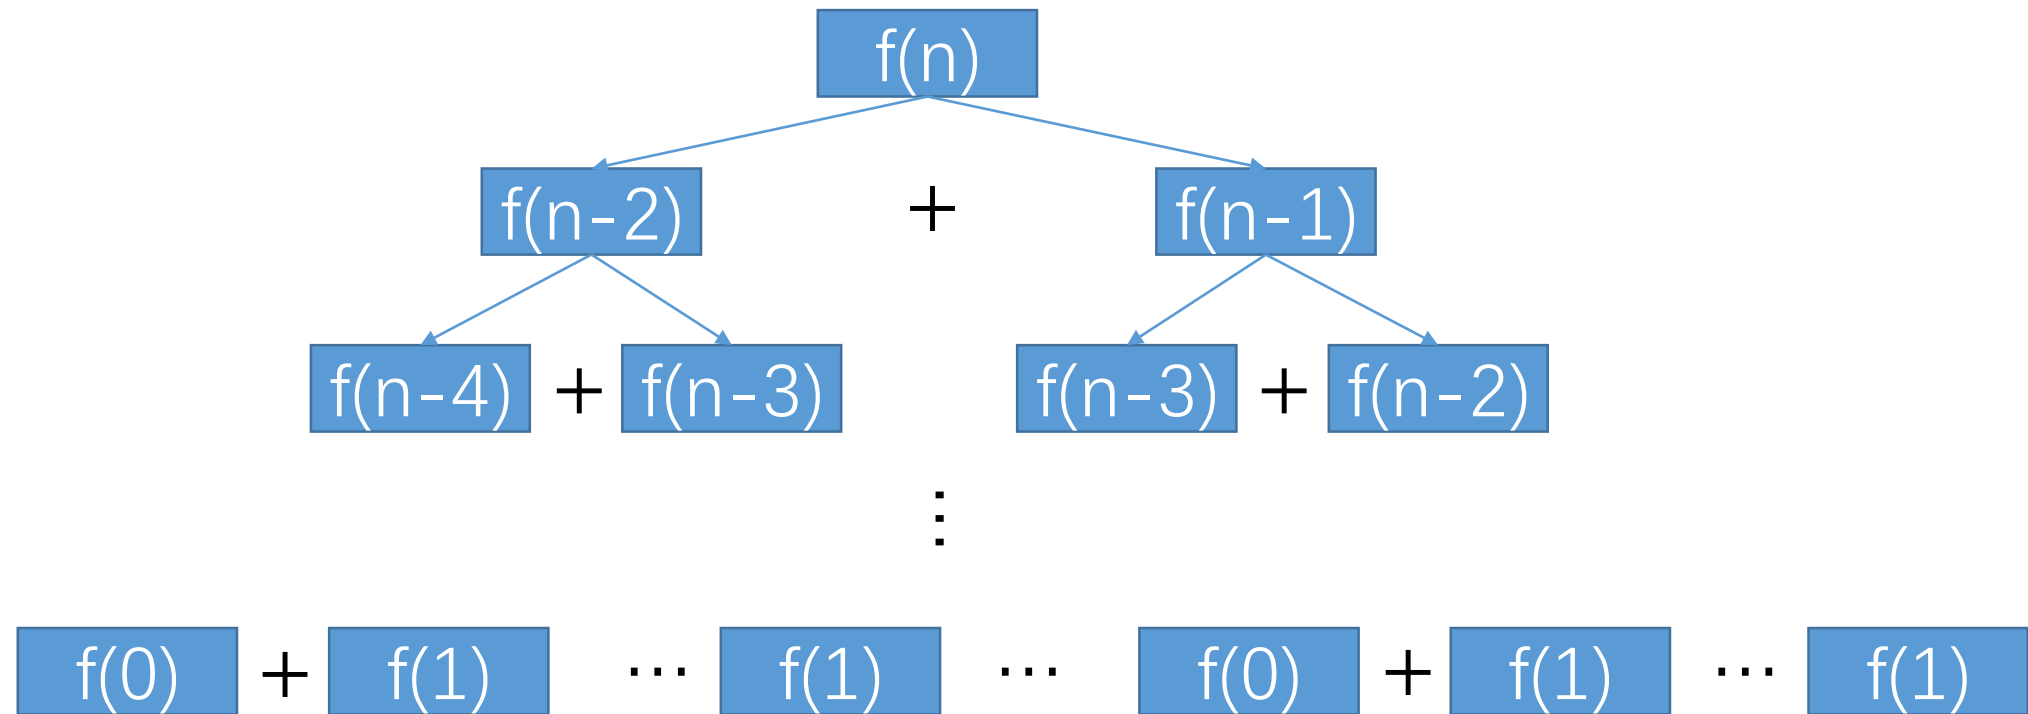 f(n)
f(n-2) + f(n-1)
f(n-4) + f(n-3) f(n-3) + f(n-2)
⋮
f(0) + f(1) ⋯ f(1) ⋯ f(0) + f(1) ⋯ f(1)